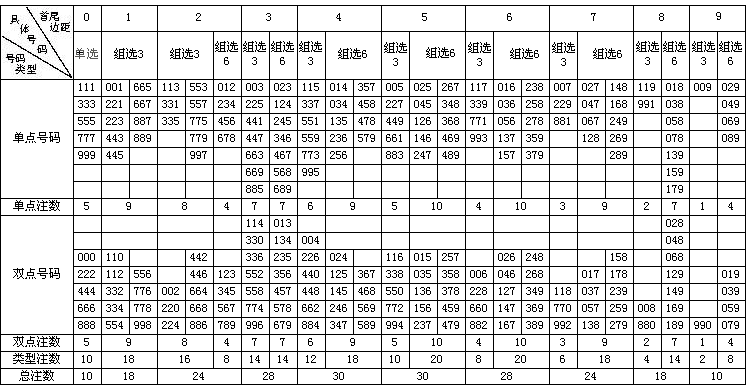 具体号码 首尾边距 号码类型 0 1 2 3 4 5 6 7 8 9
单选 组选3 组选3 组选6 组选3 组选6 组选3 组选6 组选3 组选6 组选3 组选6 组选3 组选6 组选3 组选6 组选3 组选6
单点号码
111 001 665 113 553 012 003 023 115 014 357 005 025 267 117 016 238 007 027 148 119 018 009 029
333 221 667 331 557 234 225 124 337 034 458 227 045 348 339 036 258 229 047 168 991 038 049
555 223 887 335 775 456 441 245 551 135 478 449 126 368 771 056 278 881 067 249 058 069
777 443 889 779 678 447 346 559 236 579 661 146 469 993 137 359 128 269 078 089
999 445 997 663 467 773 256 883 247 489 157 379 289 139
669 568 995 159
885 689 179
单点注数 5 9 8 4 7 7 6 9 5 10 4 10 3 9 2 7 1 4
双点号码
114 013 028
330 134 004 048
000 110 442 336 235 226 024 116 015 257 026 248 158 068
222 112 556 446 123 552 356 440 125 367 338 035 358 006 046 268 017 178 129 019
444 332 776 002 664 345 558 457 448 145 468 550 136 378 228 127 349 118 037 239 149 039
666 334 778 220 668 567 774 578 662 246 569 772 156 459 660 147 369 770 057 259 008 169 059
888 554 998 224 886 789 996 679 884 347 589 994 237 479 882 167 389 992 138 279 880 189 990 079
双点注数 5 9 8 4 7 7 6 9 5 10 4 10 3 9 2 7 1 4
类型注数 10 18 16 8 14 14 12 18 10 20 8 20 6 18 4 14 2 8
总注数 10 18 24 28 30 30 28 24 18 10